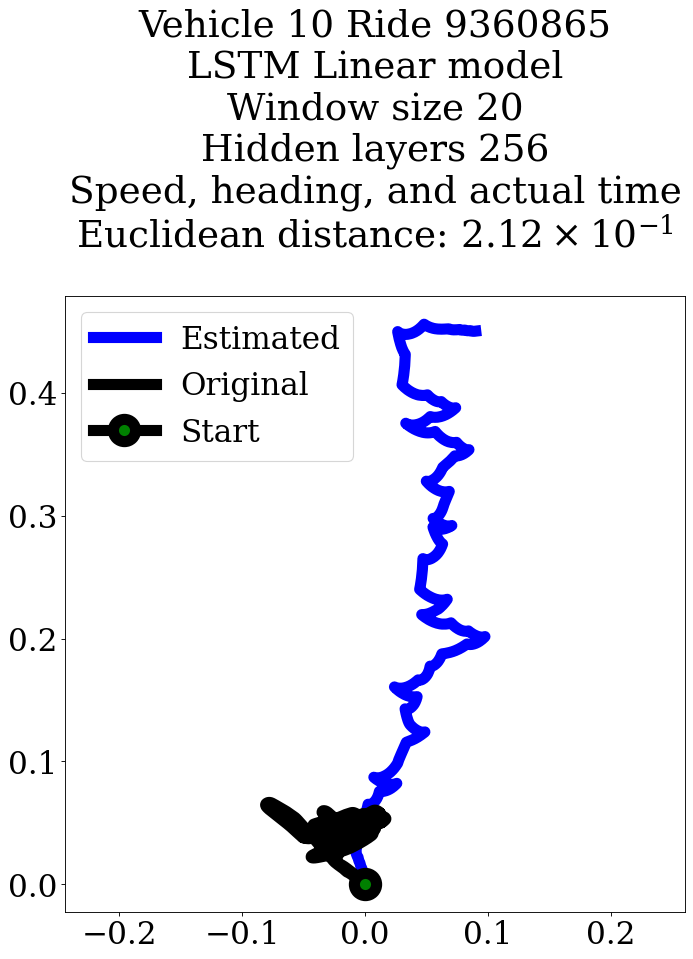 Vehicle 10 Ride 9360865
LSTM Linear model
Window size 20
Hidden layers 256
Speed, heading, and actual time
Euclidean distance: 2.12 × 10⁻¹
Estimated
Original
Start
0.4
0.3
0.2
0.1
0.0
−0.2 −0.1 0.0 0.1 0.2